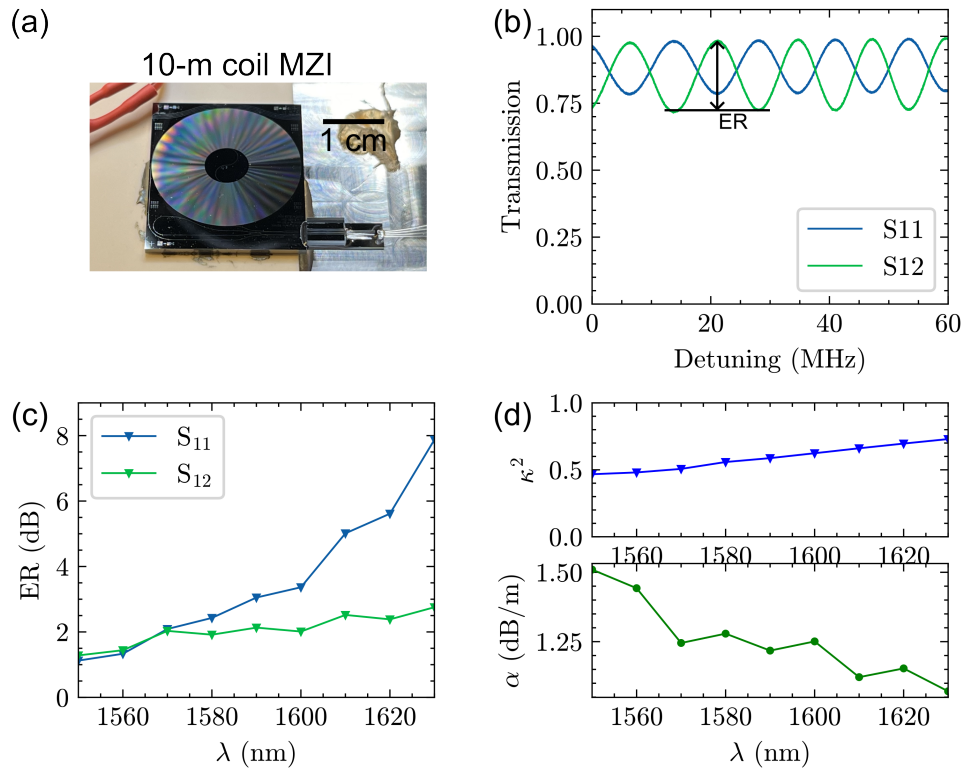 (a)
10-m coil MZI
1 cm
(b)
Transmission
1.00
0.75
0.50
0.25
0.00
ER
S11
S12
0 20 40 60
Detuning (MHz)
(c)
ER (dB)
8
6
4
2
0
S₁₁
S₁₂
1560 1580 1600 1620
λ (nm)
(d)
κ²
1.0
0.5
0.0
1560 1580 1600 1620
α (dB/m)
1.50
1.25
1560 1580 1600 1620
λ (nm)